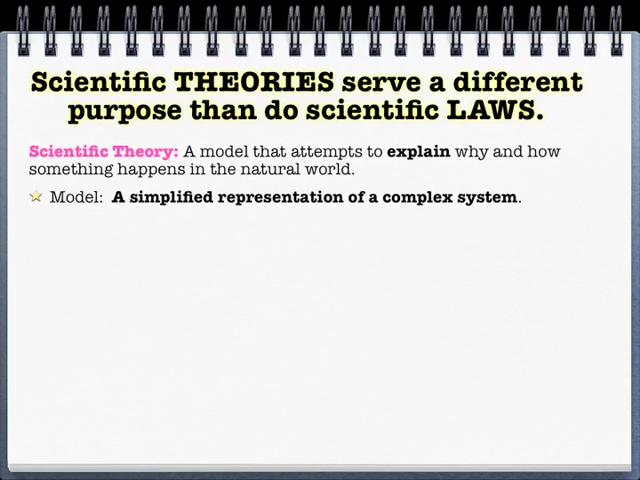 Scientific THEORIES serve a different
purpose than do scientific LAWS.
Scientific Theory: A model that attempts to explain why and how
something happens in the natural world.
Model: A simplified representation of a complex system.